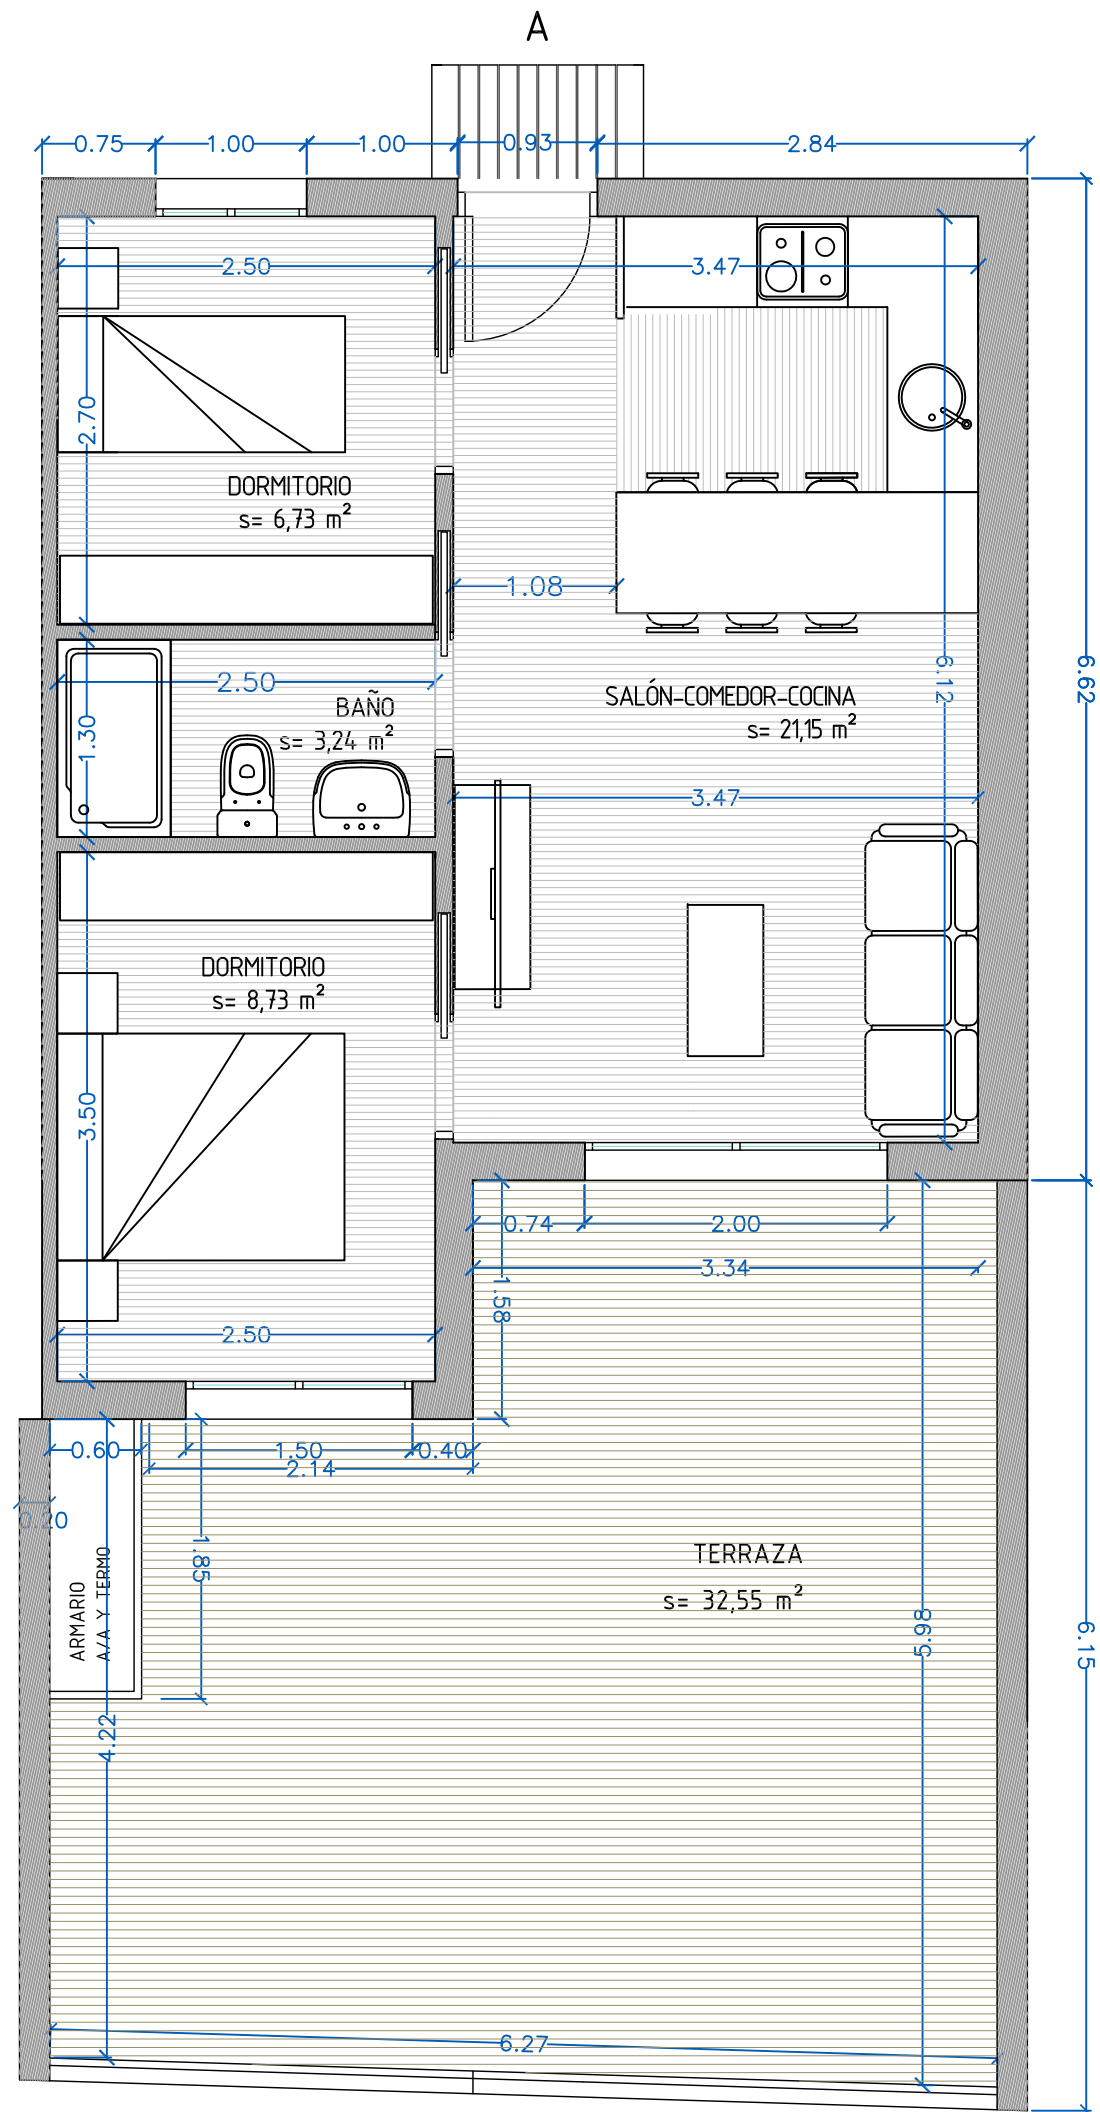 A
0.75
1.00
1.00
0.93
2.84
2.50
3.47
2.70
DORMITORIO
s= 6,73 m²
1.08
6.12
6.62
2.50
BAÑO
s= 3,24 m²
1.30
SALÓN-COMEDOR-COCINA
s= 21,15 m²
3.47
DORMITORIO
s= 8,73 m²
3.50
0.74
2.00
3.34
1.58
2.50
0.60
1.50
0.40
2.14
0.20
1.85
ARMARIO
A/A Y TERMO
TERRAZA
s= 32,55 m²
5.98
6.15
4.22
6.27